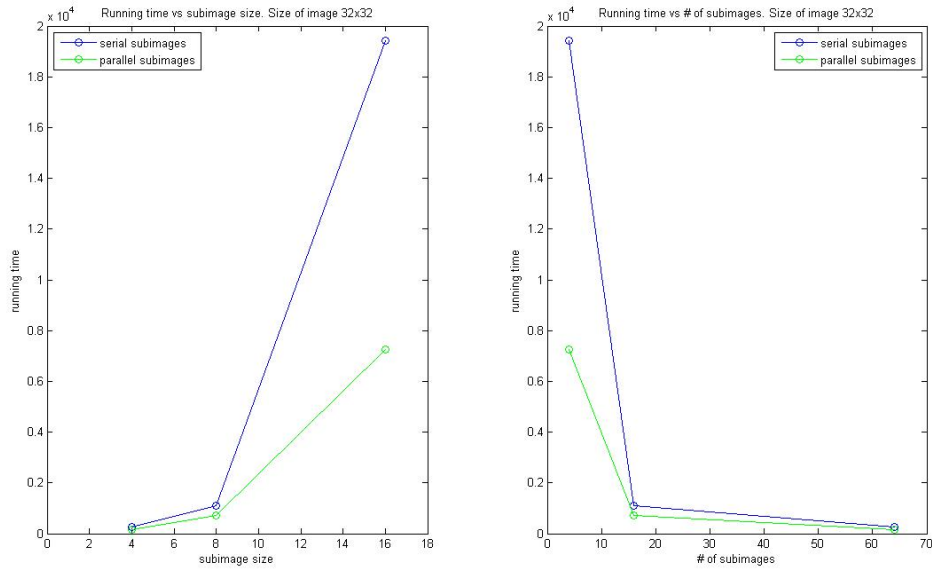 Running time vs subimage size. Size of image 32x32
x 10^4
serial subimages
parallel subimages
2
1.8
1.6
1.4
1.2
1
0.8
0.6
0.4
0.2
0
running time
0 2 4 6 8 10 12 14 16 18
subimage size
Running time vs # of subimages. Size of image 32x32
x 10^4
serial subimages
parallel subimages
2
1.8
1.6
1.4
1.2
1
0.8
0.6
0.4
0.2
0
running time
0 10 20 30 40 50 60 70
# of subimages